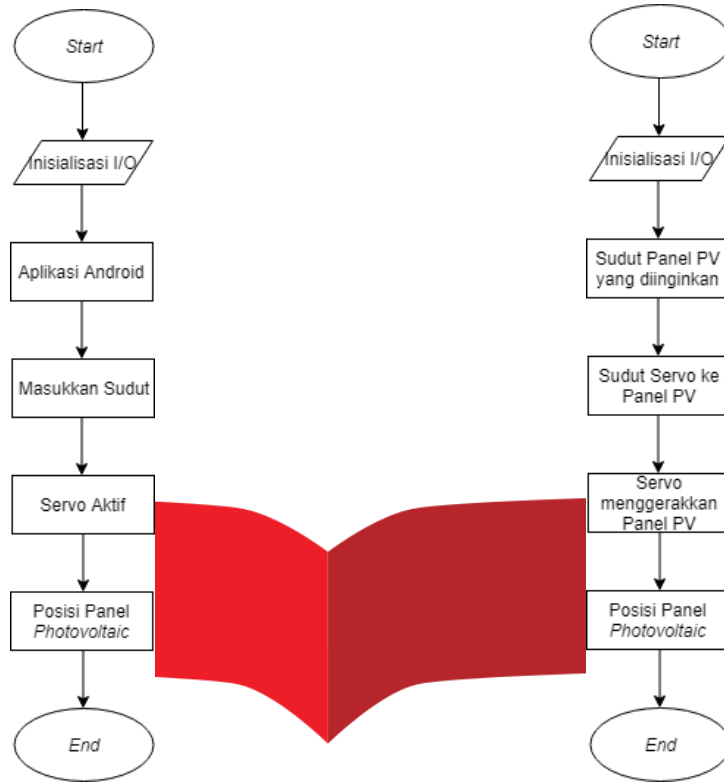 Start
Inisialisasi I/O
Aplikasi Android
Masukkan Sudut
Servo Aktif
Posisi Panel
Photovoltaic
End
Start
Inisialisasi I/O
Sudut Panel PV
yang diinginkan
Sudut Servo ke
Panel PV
Servo
menggerakkan
Panel PV
Posisi Panel
Photovoltaic
End